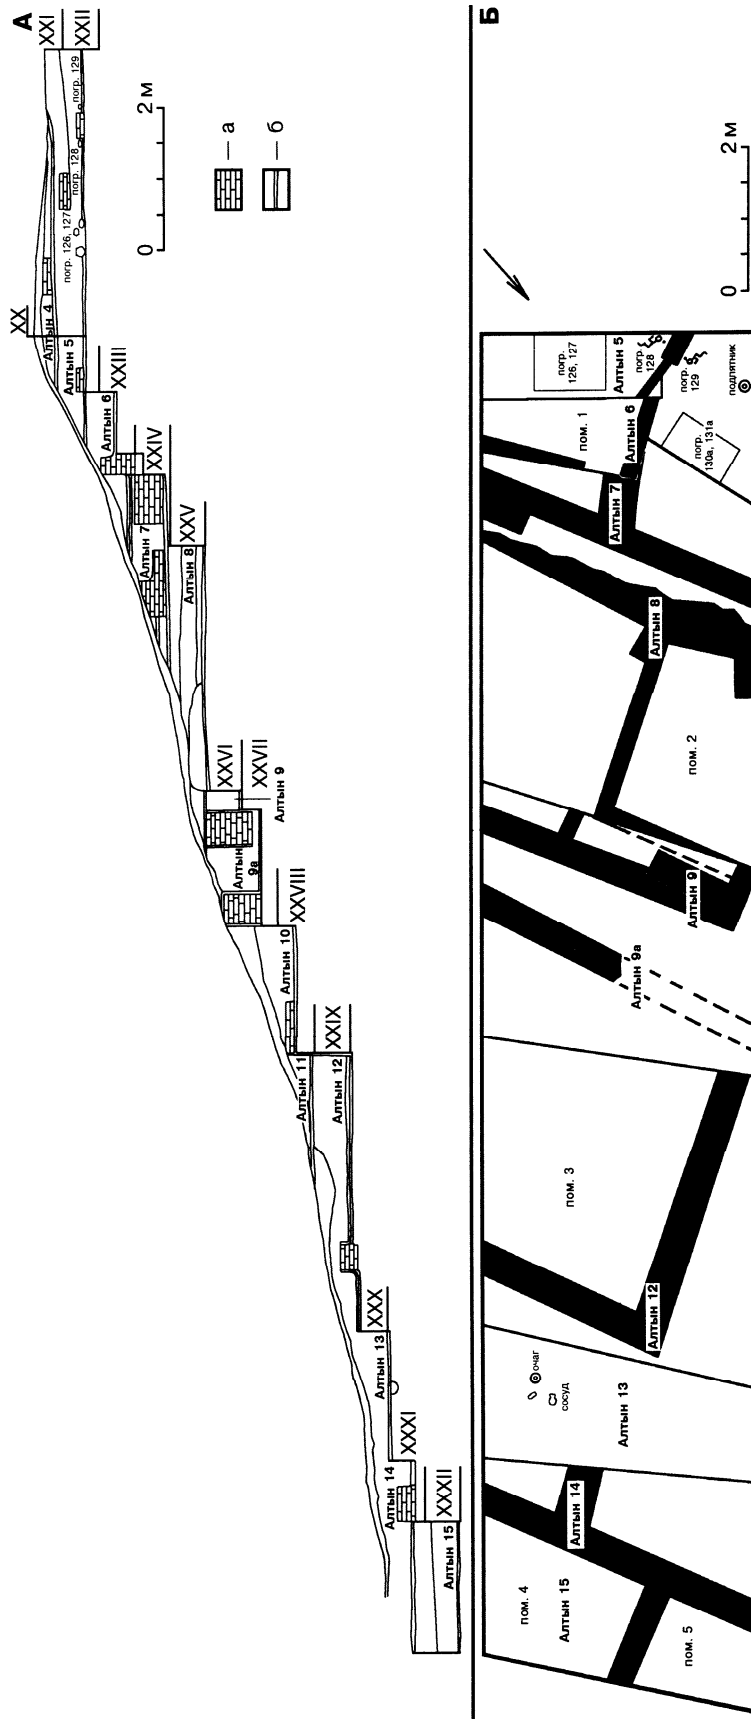 А
XX
XXI
XXII
Алтын 4
Алтын 5
погр. 126, 127
погр. 128
погр. 129
XXIII
Алтын 6
XXIV
Алтын 7
XXV
Алтын 8
XXVI
XXVII
Алтын 9
Алтын
9а
XXVIII
Алтын 10
XXIX
Алтын 11
Алтын 12
XXX
Алтын 13
XXXI
Алтын 14
XXXII
Алтын 15
0 2 м
а
б
Б
0 2 м
погр.
126, 127
Алтын 5
погр.
128
погр.
129
подпятник
пом. 1
Алтын 6
погр.
130а, 131а
Алтын 7
Алтын 8
пом. 2
Алтын 9
Алтын 9а
пом. 3
Алтын 12
очаг
сосуд
Алтын 13
Алтын 14
пом. 4
Алтын 15
пом. 5